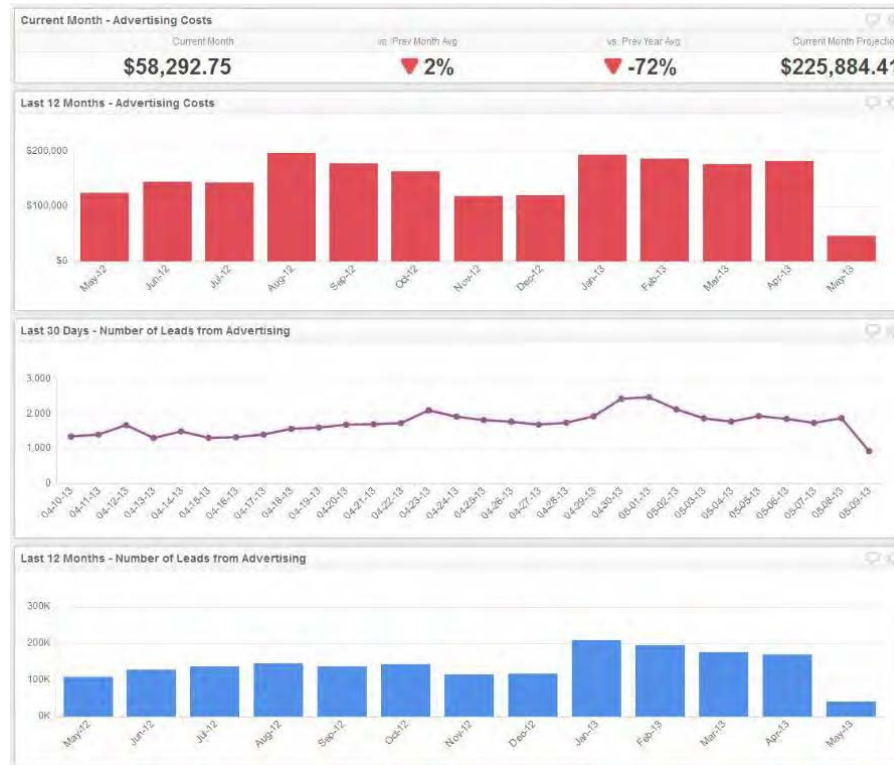 Current Month - Advertising Costs
Current Month vs. Prev Month Avg vs. Prev Year Avg Current Month Projectio
$58,292.75 2% -72% $225,884.41
Last 12 Months - Advertising Costs
$200,000
$100,000
$0
May-12 Jun-12 Jul-12 Aug-12 Sep-12 Oct-12 Nov-12 Dec-12 Jan-13 Feb-13 Mar-13 Apr-13 May-13
Last 30 Days - Number of Leads from Advertising
3,000
2,000
1,000
0
04-10-13 04-11-13 04-12-13 04-13-13 04-14-13 04-15-13 04-16-13 04-17-13 04-18-13 04-19-13 04-20-13 04-21-13 04-22-13 04-23-13 04-24-13 04-25-13 04-26-13 04-27-13 04-28-13 04-29-13 04-30-13 05-01-13 05-02-13 05-03-13 05-04-13 05-05-13 05-06-13 05-07-13 05-08-13 05-09-13
Last 12 Months - Number of Leads from Advertising
300K
200K
100K
0K
May-12 Jun-12 Jul-12 Aug-12 Sep-12 Oct-12 Nov-12 Dec-12 Jan-13 Feb-13 Mar-13 Apr-13 May-13